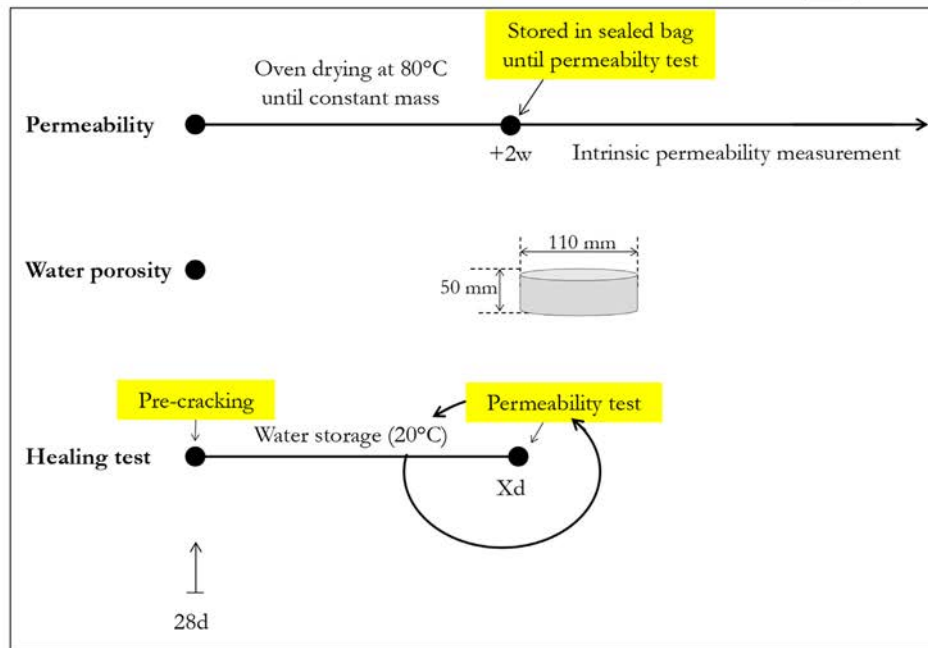 Stored in sealed bag
until permeabilty test
Oven drying at 80°C
until constant mass
Permeability
+2w
Intrinsic permeability measurement
110 mm
Water porosity
50 mm
Pre-cracking
Permeability test
Water storage (20°C)
Healing test
Xd
28d